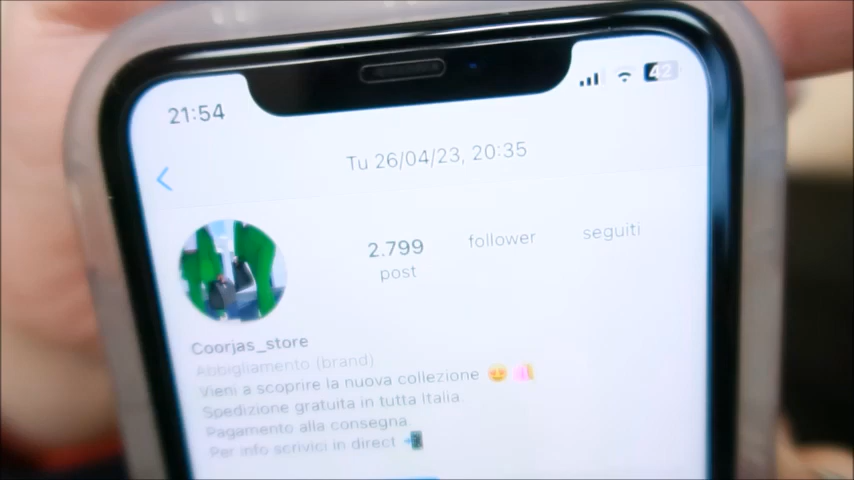 21:54
42
Tu 26/04/23, 20:35
2.799 follower seguiti
post
Coorjas_store
Abbigliamento (brand)
Vieni a scoprire la nuova collezione 🤩🛍️
Spedizione gratuita in tutta Italia.
Pagamento alla consegna.
Per info scrivici in direct 📲